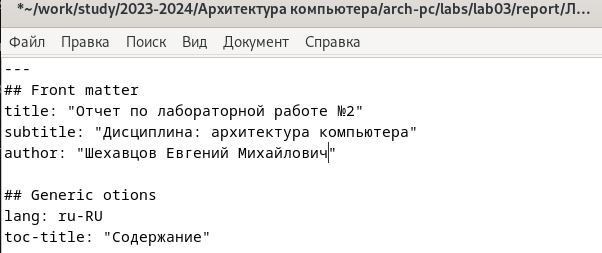 *~/work/study/2023-2024/Архитектура компьютера/arch-pc/labs/lab03/report/Л...
Файл Правка Поиск Вид Документ Справка
---
## Front matter
title: "Отчет по лабораторной работе №2"
subtitle: "Дисциплина: архитектура компьютера"
author: "Шехавцов Евгений Михайлович"
## Generic otions
lang: ru-RU
toc-title: "Содержание"